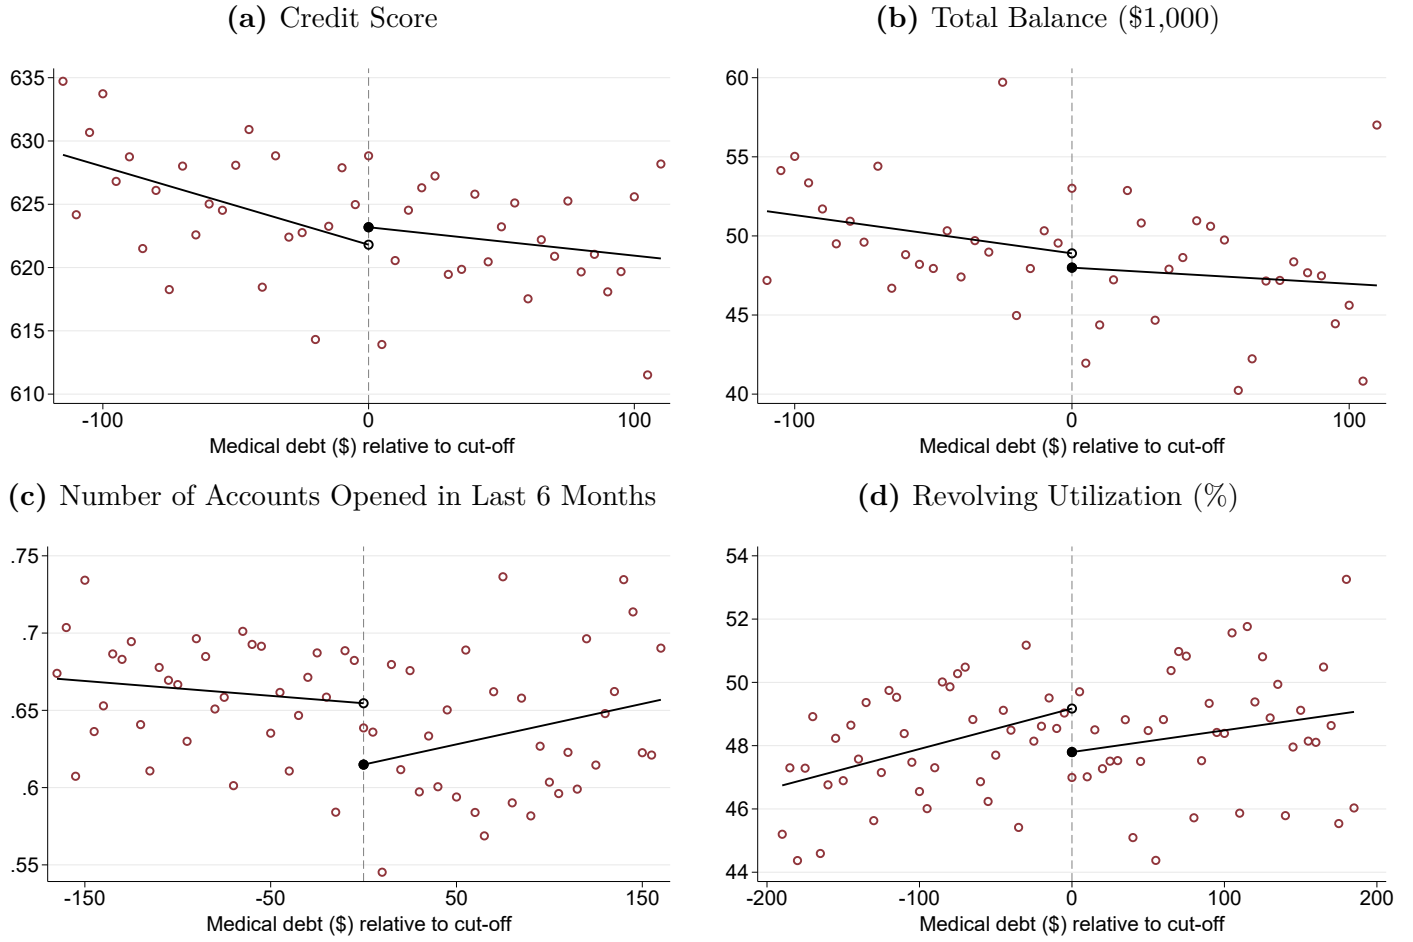 (a) Credit Score
635
630
625
620
615
610
-100 0 100
Medical debt ($) relative to cut-off
(b) Total Balance ($1,000)
60
55
50
45
40
-100 0 100
Medical debt ($) relative to cut-off
(c) Number of Accounts Opened in Last 6 Months
.75
.7
.65
.6
.55
-150 -50 50 150
Medical debt ($) relative to cut-off
(d) Revolving Utilization (%)
54
52
50
48
46
44
-200 -100 0 100 200
Medical debt ($) relative to cut-off